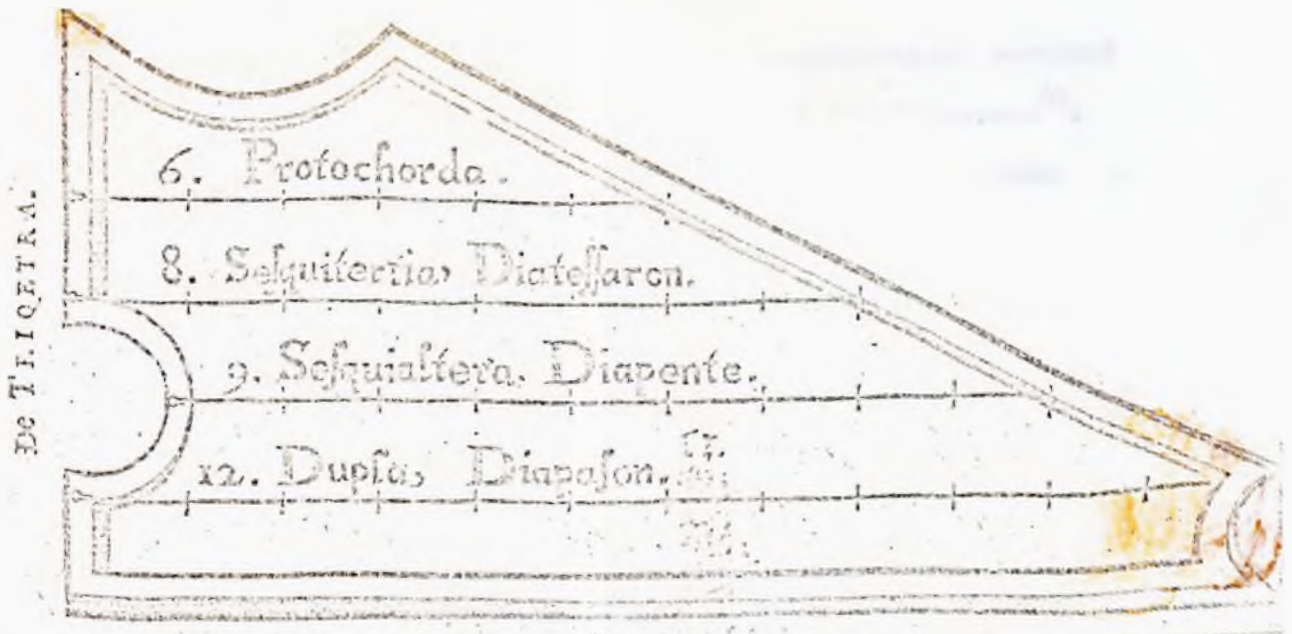 De TRIQETRA.
6. Protochorda.
8. Seſquitertia, Diateſſaron.
9. Seſquialtera. Diapente.
12. Dupla, Diapaſon.